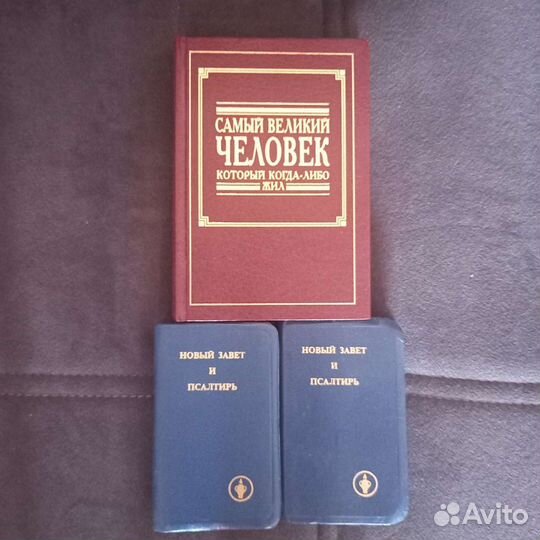 САМЫЙ ВЕЛИКИЙ
ЧЕЛОВЕК
КОТОРЫЙ КОГДА-ЛИБО
ЖИЛ
НОВЫЙ ЗАВЕТ
И
ПСАЛТИРЬ
НОВЫЙ ЗАВЕТ
И
ПСАЛТИРЬ
Avito